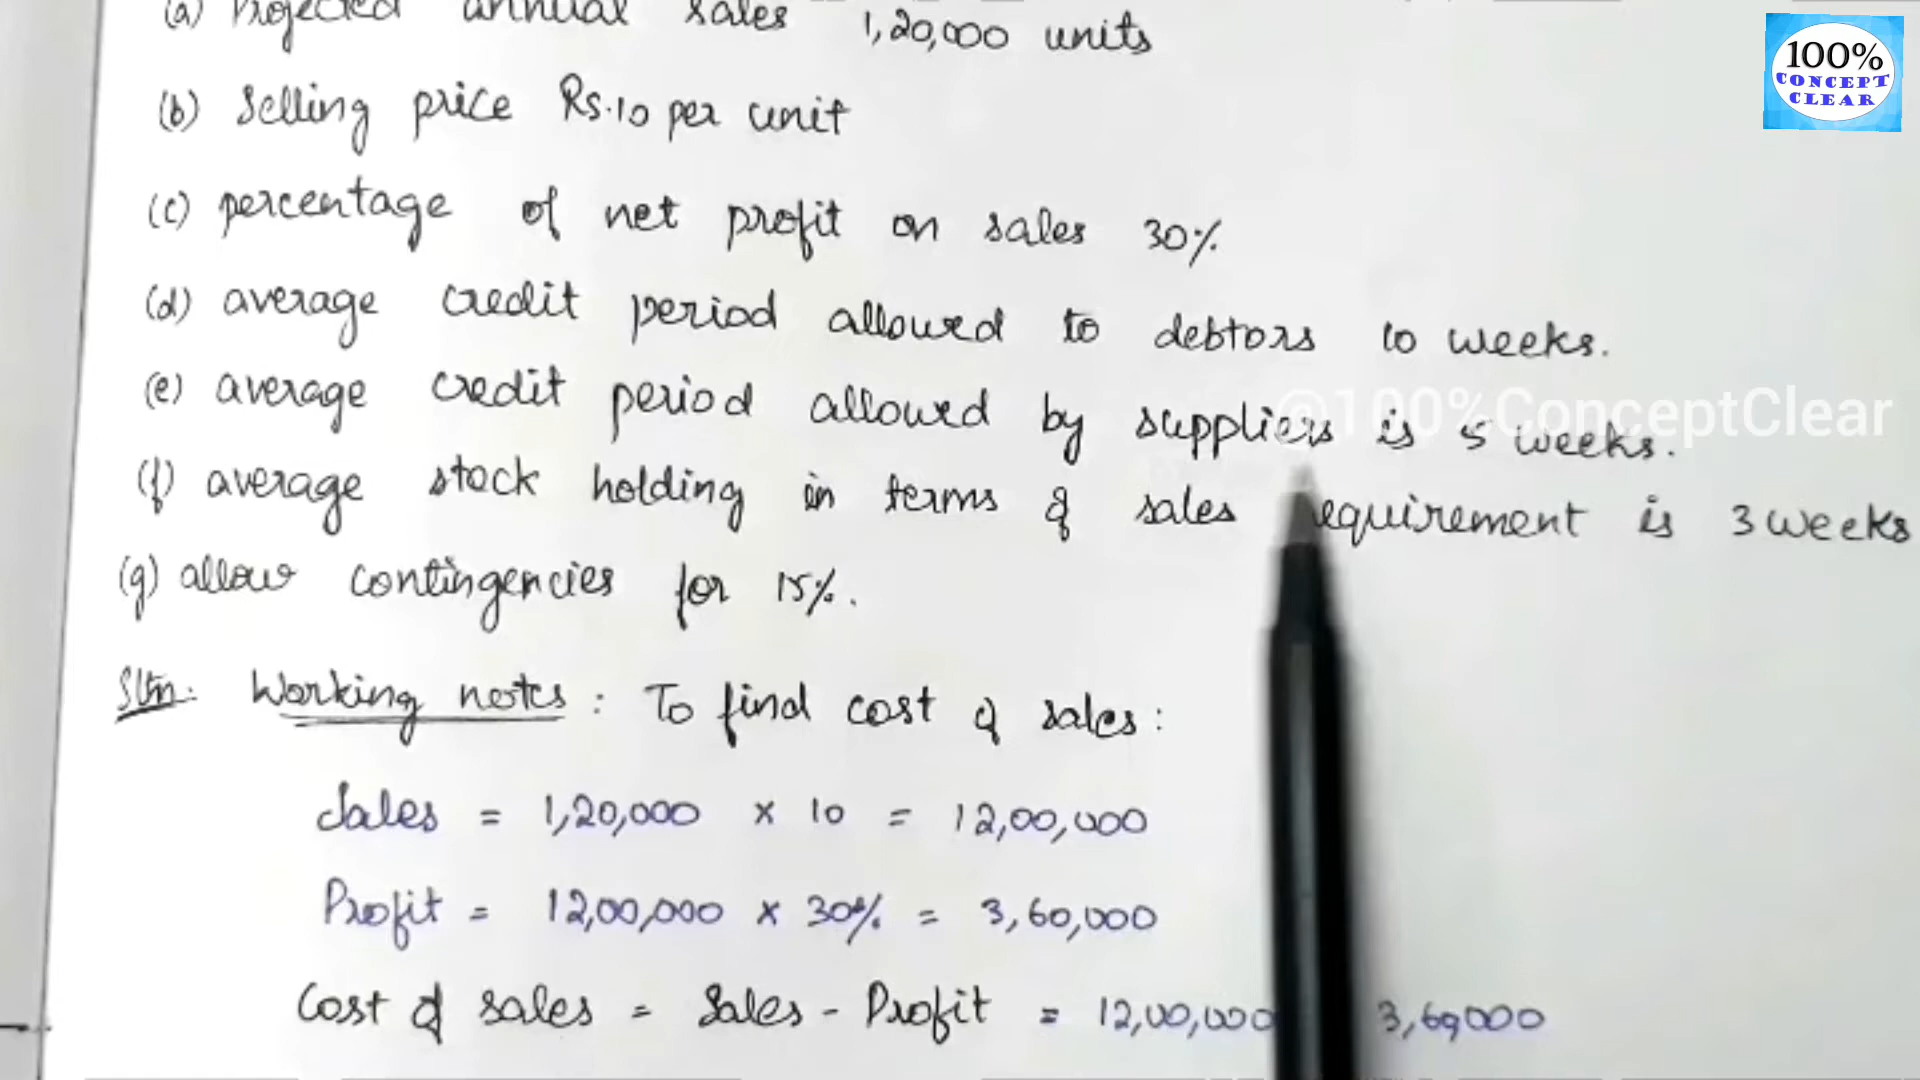 (a) Projected annual sales 1,20,000 units
100%
CONCEPT
CLEAR
(b) Selling price Rs.10 per unit
(c) percentage of net profit on sales 30%
(d) average credit period allowed to debtors 10 weeks.
@100%ConceptClear
(e) average credit period allowed by suppliers is 5 weeks.
(f) average stock holding in terms of sales requirement is 3 weeks
(g) allow contingencies for 15%.
Sltn: Working notes: To find cost of sales:
Sales = 1,20,000 × 10 = 12,00,000
Profit = 12,00,000 × 30% = 3,60,000
Cost of sales = Sales - Profit = 12,00,000 3,60,000